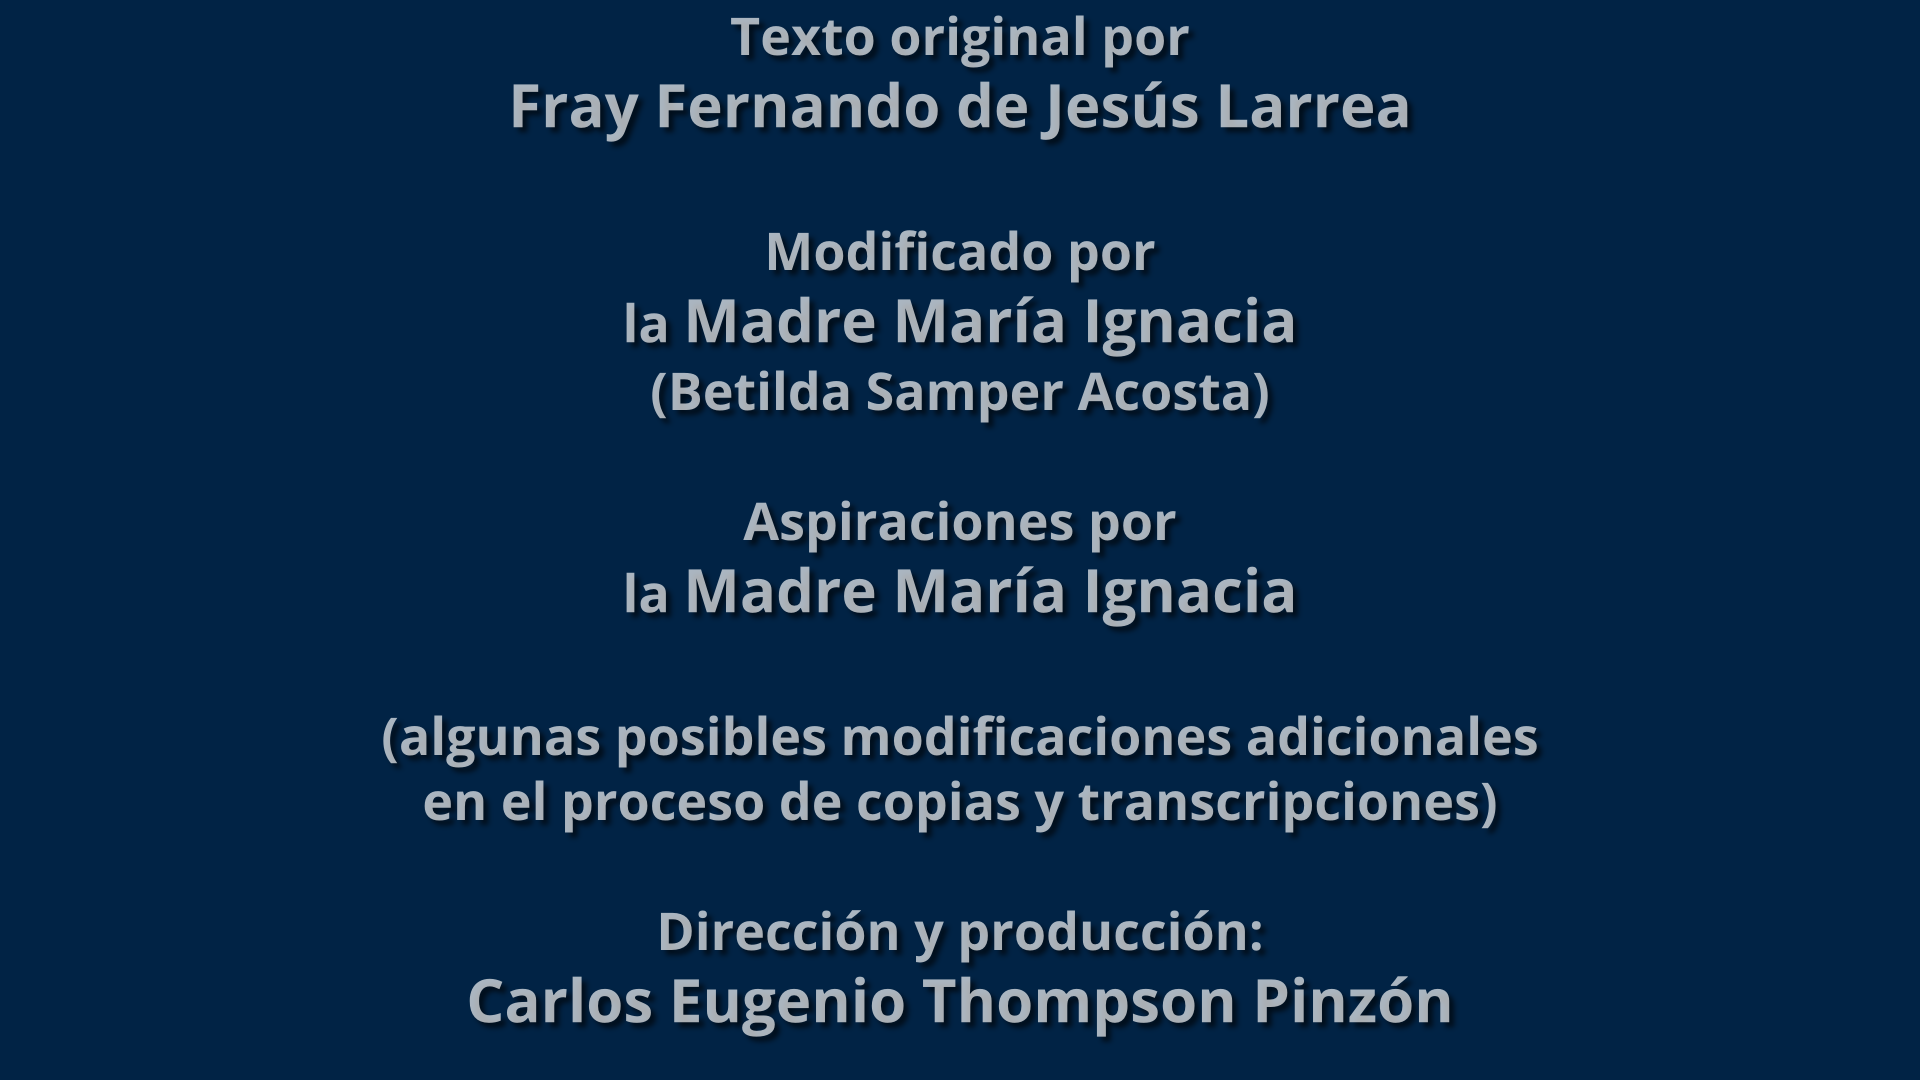 Texto original por
Fray Fernando de Jesús Larrea
Modificado por
la Madre María Ignacia
(Betilda Samper Acosta)
Aspiraciones por
la Madre María Ignacia
(algunas posibles modificaciones adicionales
en el proceso de copias y transcripciones)
Dirección y producción:
Carlos Eugenio Thompson Pinzón